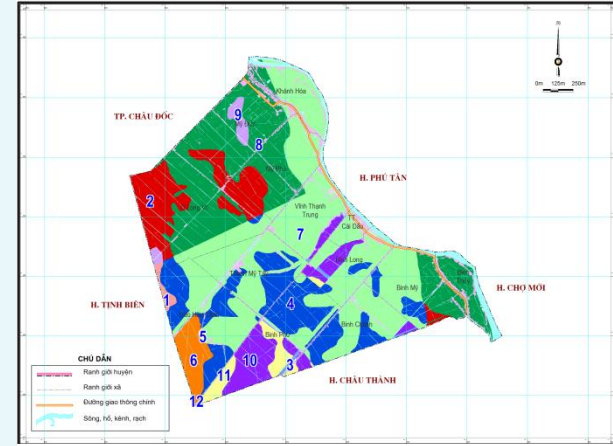 N
0m 125m 250m
Khánh Hòa
TP. CHÂU ĐỐC
9
8
H. PHÚ TÂN
2
Vĩnh Thạnh
Trung
TT.
Cái Dầu
7
Bình Long
H. CHỢ MỚI
Bình Mỹ
H. TỊNH BIÊN
1
4
5
Bình Phú
6
10
3
11
12
H. CHÂU THÀNH
CHÚ DẪN
Ranh giới huyện
Ranh giới xã
Đường giao thông chính
Sông, hồ, kênh, rạch